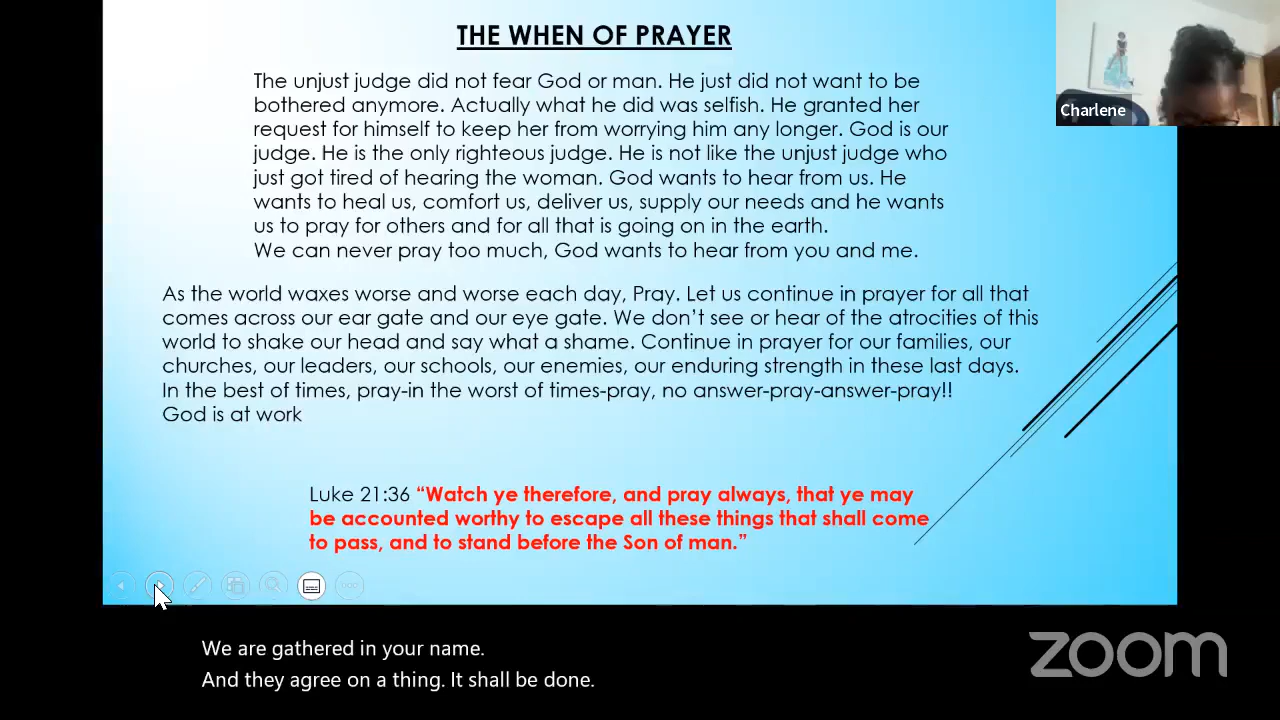 THE WHEN OF PRAYER
The unjust judge did not fear God or man. He just did not want to be
bothered anymore. Actually what he did was selfish. He granted her
request for himself to keep her from worrying him any longer. God is our
judge. He is the only righteous judge. He is not like the unjust judge who
just got tired of hearing the woman. God wants to hear from us. He
wants to heal us, comfort us, deliver us, supply our needs and he wants
us to pray for others and for all that is going on in the earth.
We can never pray too much, God wants to hear from you and me.
As the world waxes worse and worse each day, Pray. Let us continue in prayer for all that
comes across our ear gate and our eye gate. We don’t see or hear of the atrocities of this
world to shake our head and say what a shame. Continue in prayer for our families, our
churches, our leaders, our schools, our enemies, our enduring strength in these last days.
In the best of times, pray-in the worst of times-pray, no answer-pray-answer-pray!!
God is at work
Luke 21:36 “Watch ye therefore, and pray always, that ye may
be accounted worthy to escape all these things that shall come
to pass, and to stand before the Son of man.”
Charlene
We are gathered in your name.
And they agree on a thing. It shall be done.
zoom